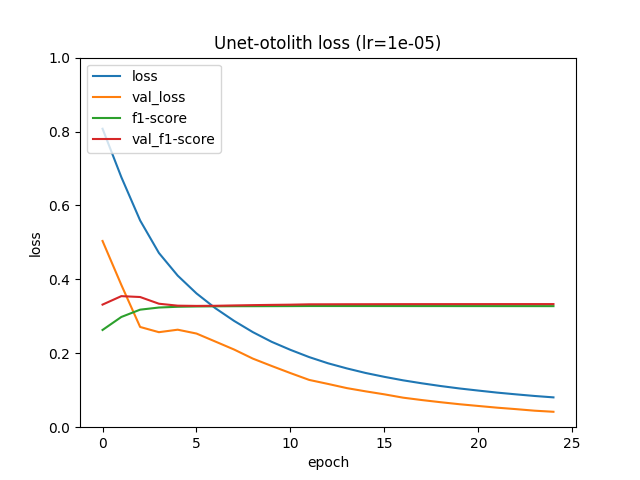 Unet-otolith loss (lr=1e-05)
1.0
0.8
0.6
0.4
0.2
0.0
loss
loss
val_loss
f1-score
val_f1-score
0 5 10 15 20 25
epoch